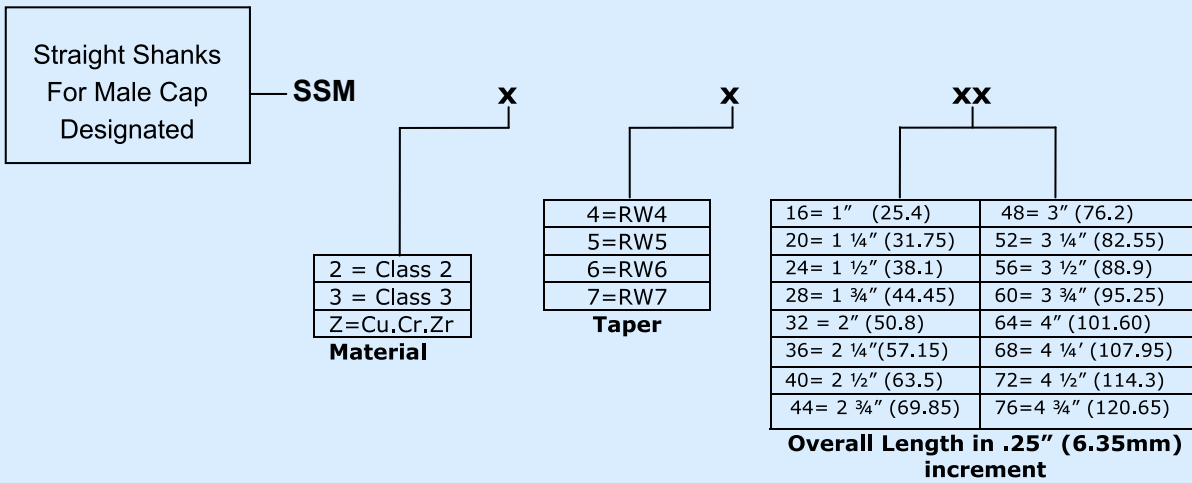 Straight Shanks
For Male Cap
Designated
SSM
x
x
xx
2 = Class 2
3 = Class 3
Z=Cu.Cr.Zr
Material
4=RW4
5=RW5
6=RW6
7=RW7
Taper
16= 1” (25.4) 48= 3” (76.2)
20= 1 ¼” (31.75) 52= 3 ¼” (82.55)
24= 1 ½” (38.1) 56= 3 ½” (88.9)
28= 1 ¾” (44.45) 60= 3 ¾” (95.25)
32 = 2” (50.8) 64= 4” (101.60)
36= 2 ¼”(57.15) 68= 4 ¼’ (107.95)
40= 2 ½” (63.5) 72= 4 ½” (114.3)
44= 2 ¾” (69.85) 76=4 ¾” (120.65)
Overall Length in .25” (6.35mm)
increment